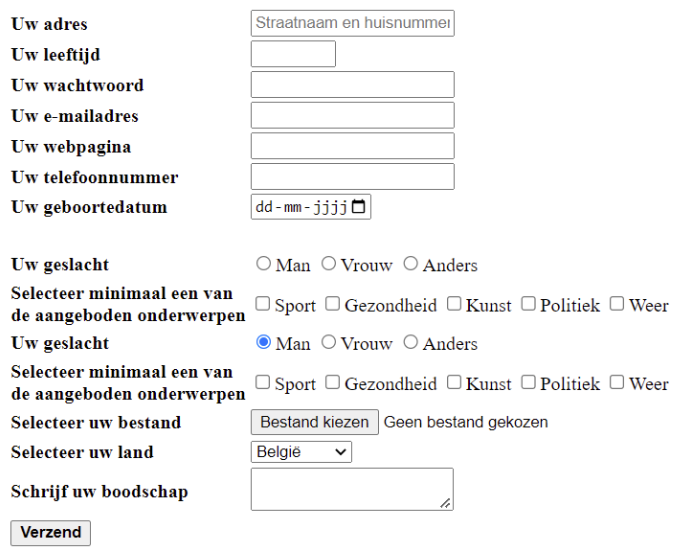 Uw adres Straatnaam en huisnummer
Uw leeftijd
Uw wachtwoord
Uw e-mailadres
Uw webpagina
Uw telefoonnummer
Uw geboortedatum dd-mm-jjjj
Uw geslacht Man Vrouw Anders
Selecteer minimaal een van
de aangeboden onderwerpen Sport Gezondheid Kunst Politiek Weer
Uw geslacht Man Vrouw Anders
Selecteer minimaal een van
de aangeboden onderwerpen Sport Gezondheid Kunst Politiek Weer
Selecteer uw bestand Bestand kiezen Geen bestand gekozen
Selecteer uw land België
Schrijf uw boodschap
Verzend